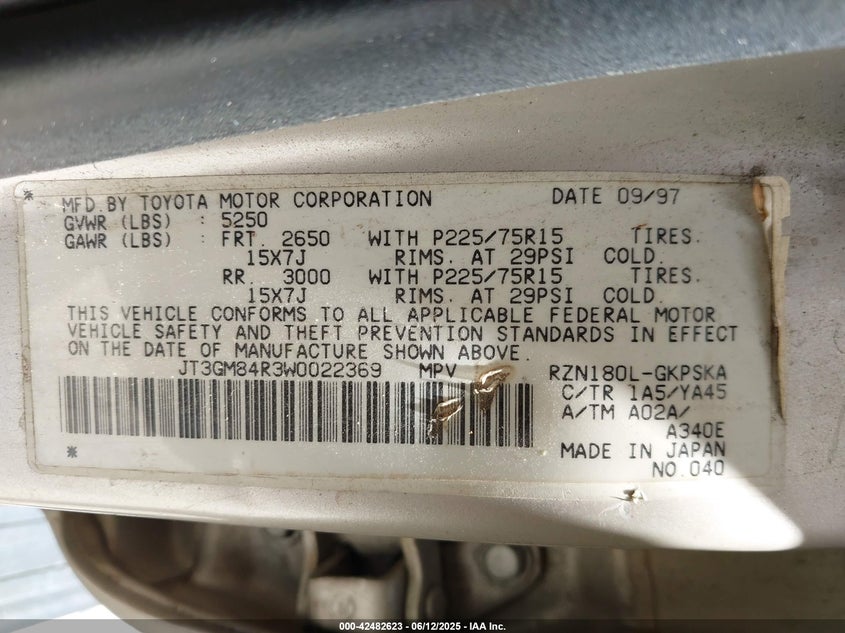 * MFD. BY TOYOTA MOTOR CORPORATION DATE 09/97
GVWR (LBS) : 5250
GAWR (LBS) : FRT. 2650 WITH P225/75R15 TIRES.
15X7J RIMS. AT 29PSI COLD.
RR. 3000 WITH P225/75R15 TIRES.
15X7J RIMS. AT 29PSI COLD.
THIS VEHICLE CONFORMS TO ALL APPLICABLE FEDERAL MOTOR
VEHICLE SAFETY AND THEFT PREVENTION STANDARDS IN EFFECT
ON THE DATE OF MANUFACTURE SHOWN ABOVE.
JT3GM84R3W0022369 MPV RZN180L-GKPSKA
C/TR 1A5/YA45
A/TM A02A/
A340E
* MADE IN JAPAN
NO.040
000-42482623 - 06/12/2025 - IAA Inc.